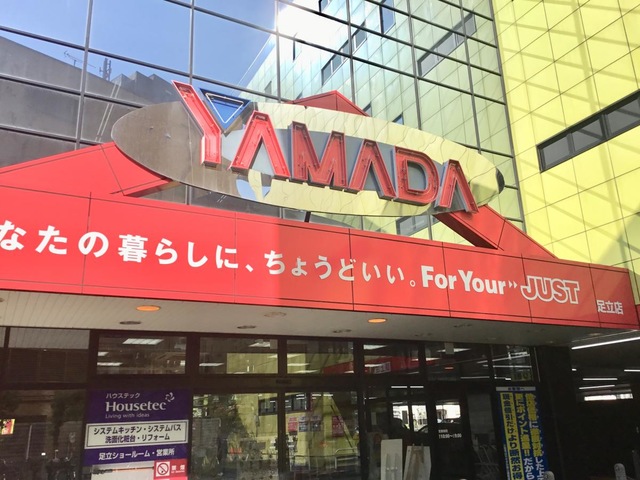 YAMADA
なたの暮らしに、ちょうどいい。For Your JUST
足立店
ハウステック
Housetec
Living with ideas
システムキッチン・システムバス
洗面化粧台・リフォーム
足立ショールーム・営業所